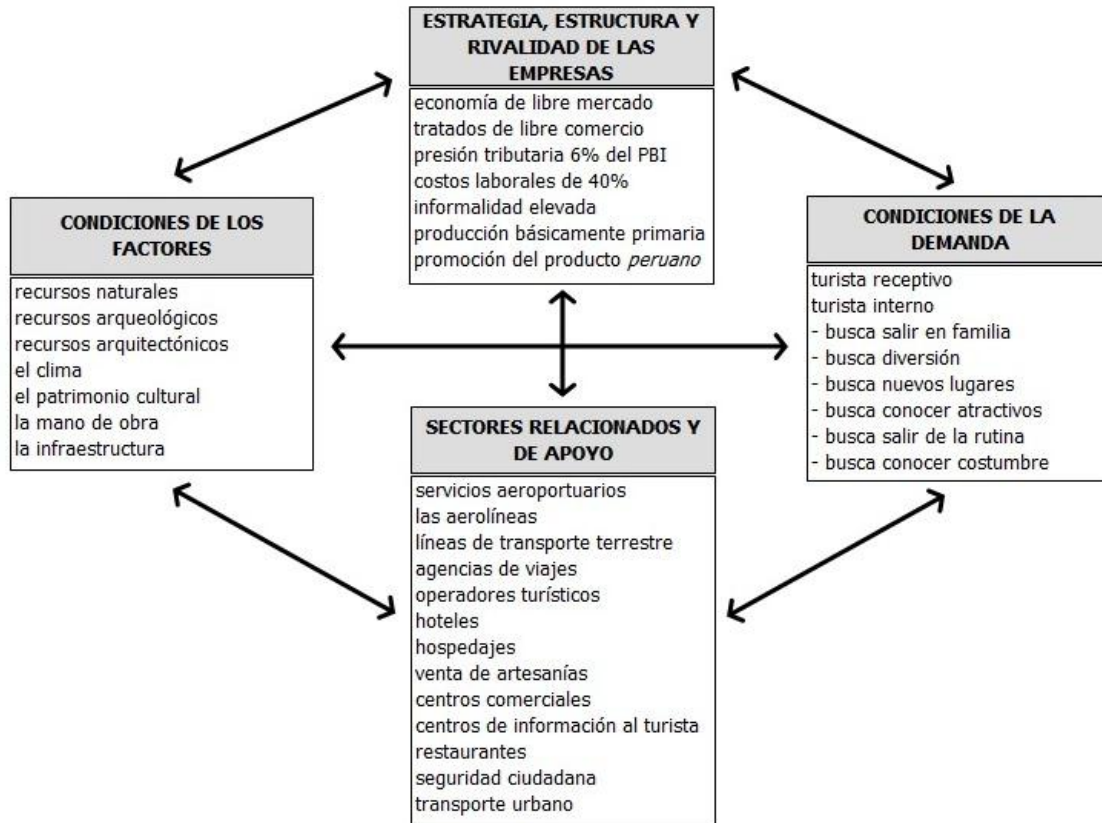 ESTRATEGIA, ESTRUCTURA Y
RIVALIDAD DE LAS
EMPRESAS
economía de libre mercado
tratados de libre comercio
presión tributaria 6% del PBI
costos laborales de 40%
informalidad elevada
producción básicamente primaria
promoción del producto peruano
CONDICIONES DE LOS
FACTORES
recursos naturales
recursos arqueológicos
recursos arquitectónicos
el clima
el patrimonio cultural
la mano de obra
la infraestructura
CONDICIONES DE LA
DEMANDA
turista receptivo
turista interno
- busca salir en familia
- busca diversión
- busca nuevos lugares
- busca conocer atractivos
- busca salir de la rutina
- busca conocer costumbre
SECTORES RELACIONADOS Y
DE APOYO
servicios aeroportuarios
las aerolíneas
líneas de transporte terrestre
agencias de viajes
operadores turísticos
hoteles
hospedajes
venta de artesanías
centros comerciales
centros de información al turista
restaurantes
seguridad ciudadana
transporte urbano